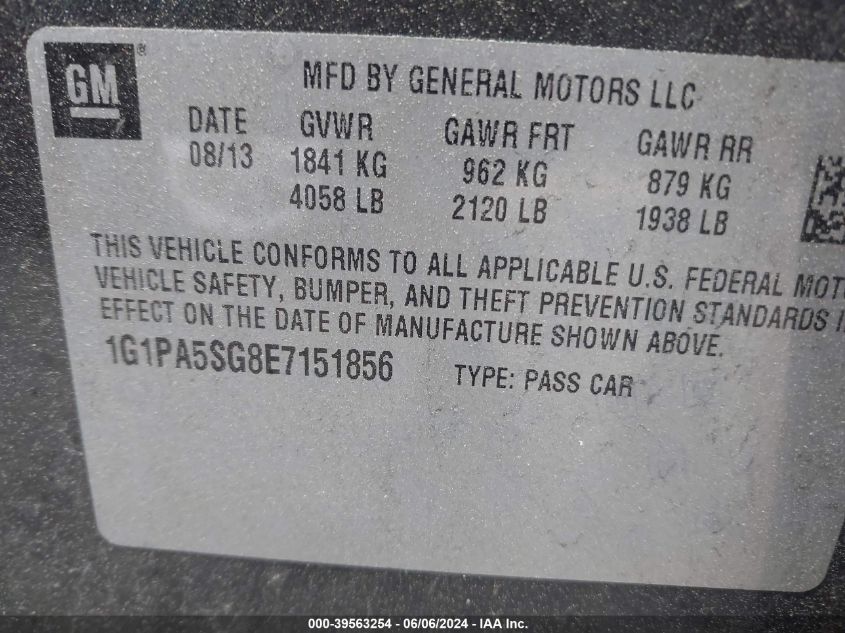 GM ®
MFD BY GENERAL MOTORS LLC
DATE GVWR GAWR FRT GAWR RR
08/13 1841 KG 962 KG 879 KG
4058 LB 2120 LB 1938 LB
THIS VEHICLE CONFORMS TO ALL APPLICABLE U.S. FEDERAL MOT
VEHICLE SAFETY, BUMPER, AND THEFT PREVENTION STANDARDS I
EFFECT ON THE DATE OF MANUFACTURE SHOWN ABOVE.
1G1PA5SG8E7151856 TYPE: PASS CAR
000-39563254 | 06/06/2024 - IAA Inc.